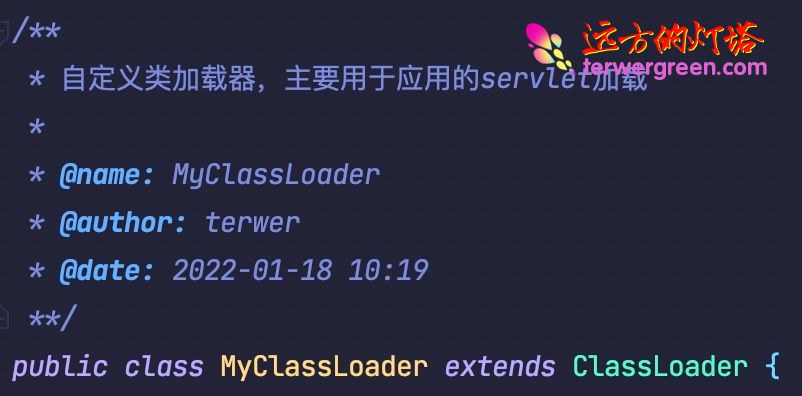 /**
远方的灯塔
terwergreen.com
* 自定义类加载器，主要用于应用的servlet加载
*
* @name: MyClassLoader
* @author: terwer
* @date: 2022-01-18 10:19
**/
public class MyClassLoader extends ClassLoader {